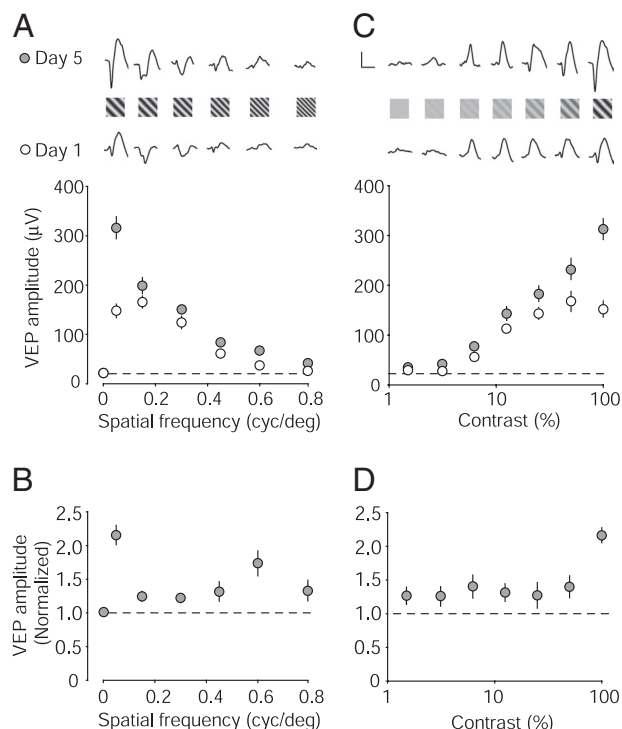 A
Day 5
Day 1
400
300
200
100
0
VEP amplitude (µV)
0 0.2 0.4 0.6 0.8
Spatial frequency (cyc/deg)
C
400
300
200
100
0
1 10 100
Contrast (%)
B
2.5
2.0
1.5
1.0
0.5
0
VEP amplitude
(Normalized)
0 0.2 0.4 0.6 0.8
Spatial frequency (cyc/deg)
D
2.5
2.0
1.5
1.0
0.5
0.0
1 10 100
Contrast (%)